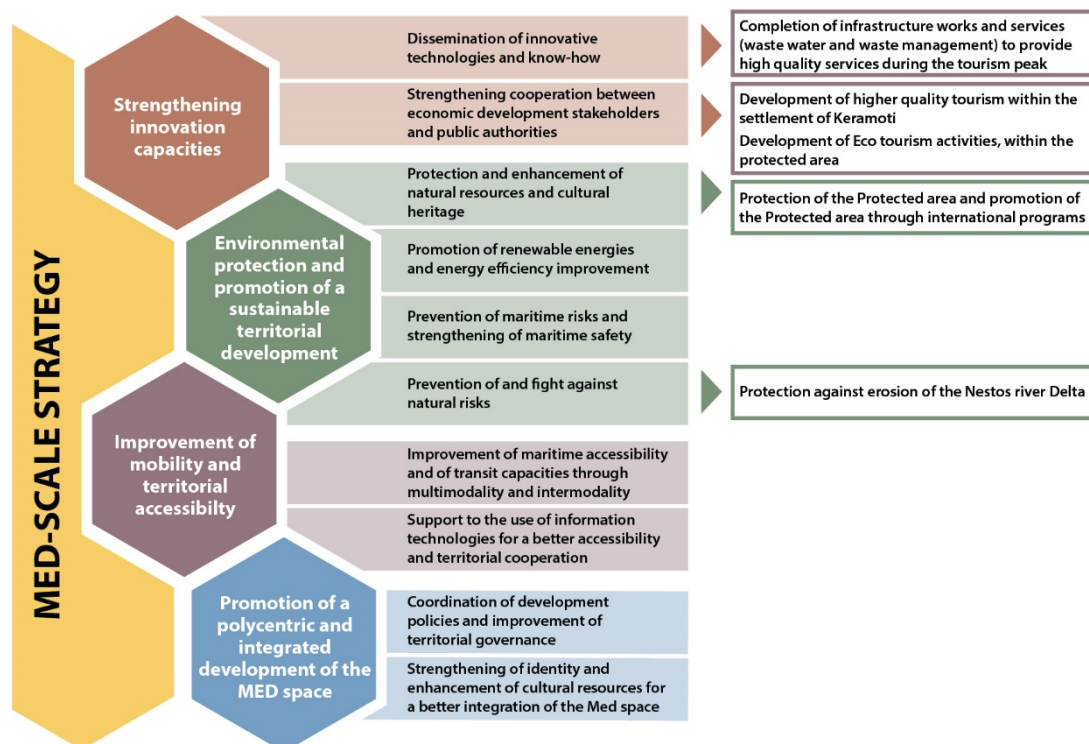 MED-SCALE STRATEGY
Strengthening
innovation
capacities
Dissemination of innovative
technologies and know-how
Completion of infrastructure works and services
(waste water and waste management) to provide
high quality services during the tourism peak
Strengthening cooperation between
economic development stakeholders
and public authorities
Development of higher quality tourism within the
settlement of Keramoti
Development of Eco tourism activities, within the
protected area
Environmental
protection and
promotion of a
sustainable
territorial
development
Protection and enhancement of
natural resources and cultural
heritage
Protection of the Protected area and promotion of
the Protected area through international programs
Promotion of renewable energies
and energy efficiency improvement
Prevention of maritime risks and
strengthening of maritime safety
Prevention of and fight against
natural risks
Protection against erosion of the Nestos river Delta
Improvement of
mobility and
territorial
accessibilty
Improvement of maritime accessibility
and of transit capacities through
multimodality and intermodality
Support to the use of information
technologies for a better accessibility
and territorial cooperation
Promotion of a
polycentric and
integrated
development of the
MED space
Coordination of development
policies and improvement of
territorial governance
Strengthening of identity and
enhancement of cultural resources for
a better integration of the Med space